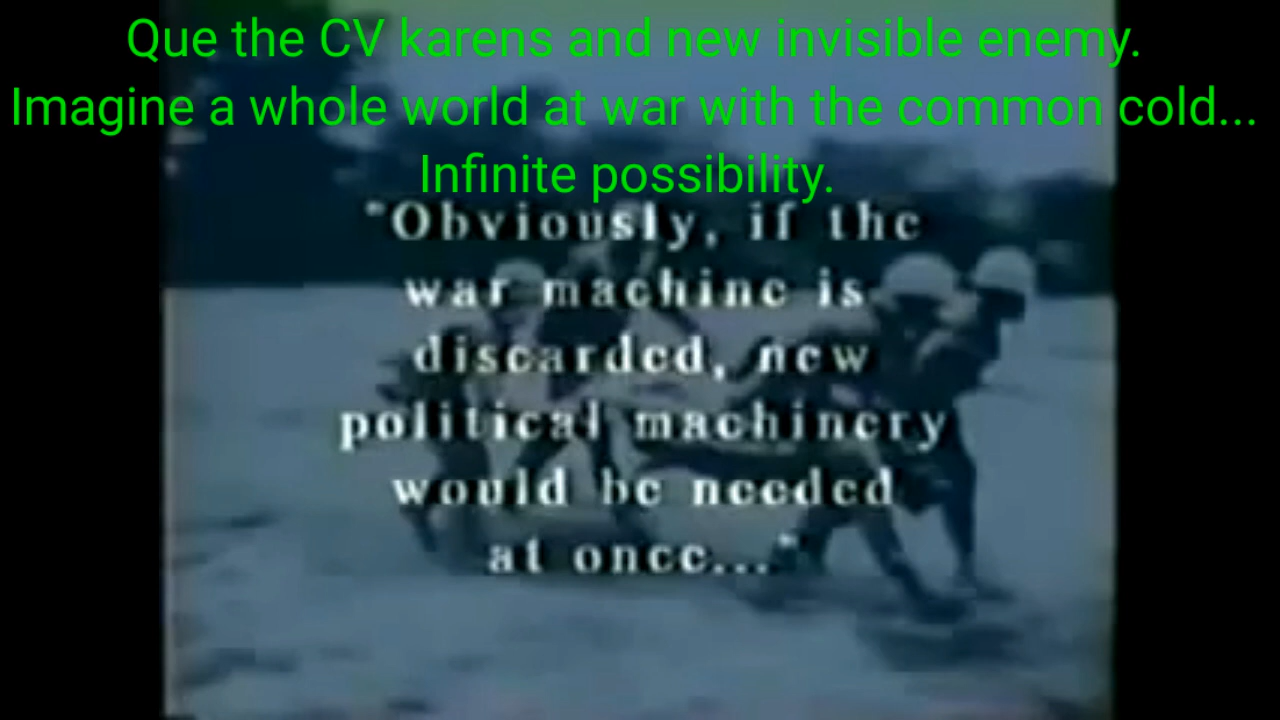 Que the CV karens and new invisible enemy.
Imagine a whole world at war with the common cold...
Infinite possibility.
"Obviously, if the
war machine is
discarded, new
political machinery
would be needed
at once..."